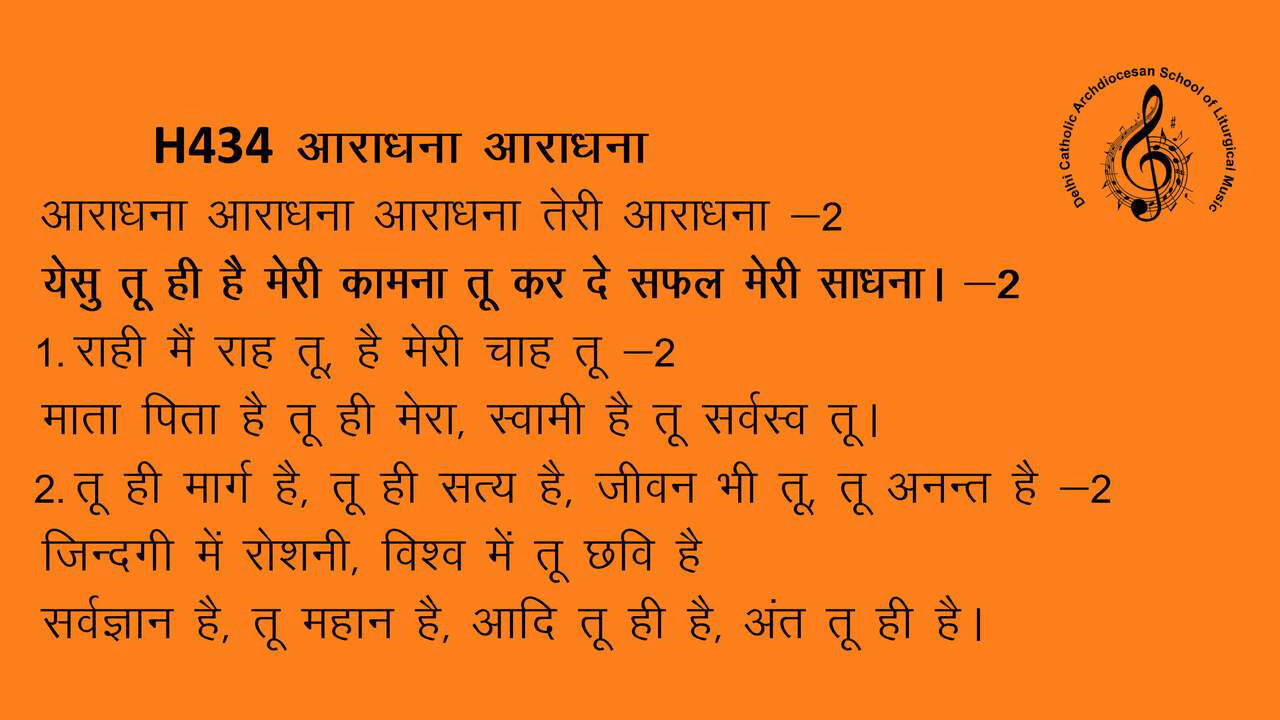 H434 आराधना आराधना
Delhi Catholic Archdiocesan School of Liturgical Music
आराधना आराधना आराधना तेरी आराधना –2
येसु तू ही है मेरी कामना तू कर दे सफल मेरी साधना। –2
1. राही मैं राह तू, है मेरी चाह तू –2
माता पिता है तू ही मेरा, स्वामी है तू सर्वस्व तू।
2. तू ही मार्ग है, तू ही सत्य है, जीवन भी तू, तू अनन्त है –2
जिन्दगी में रोशनी, विश्व में तू छवि है
सर्वज्ञान है, तू महान है, आदि तू ही है, अंत तू ही है।